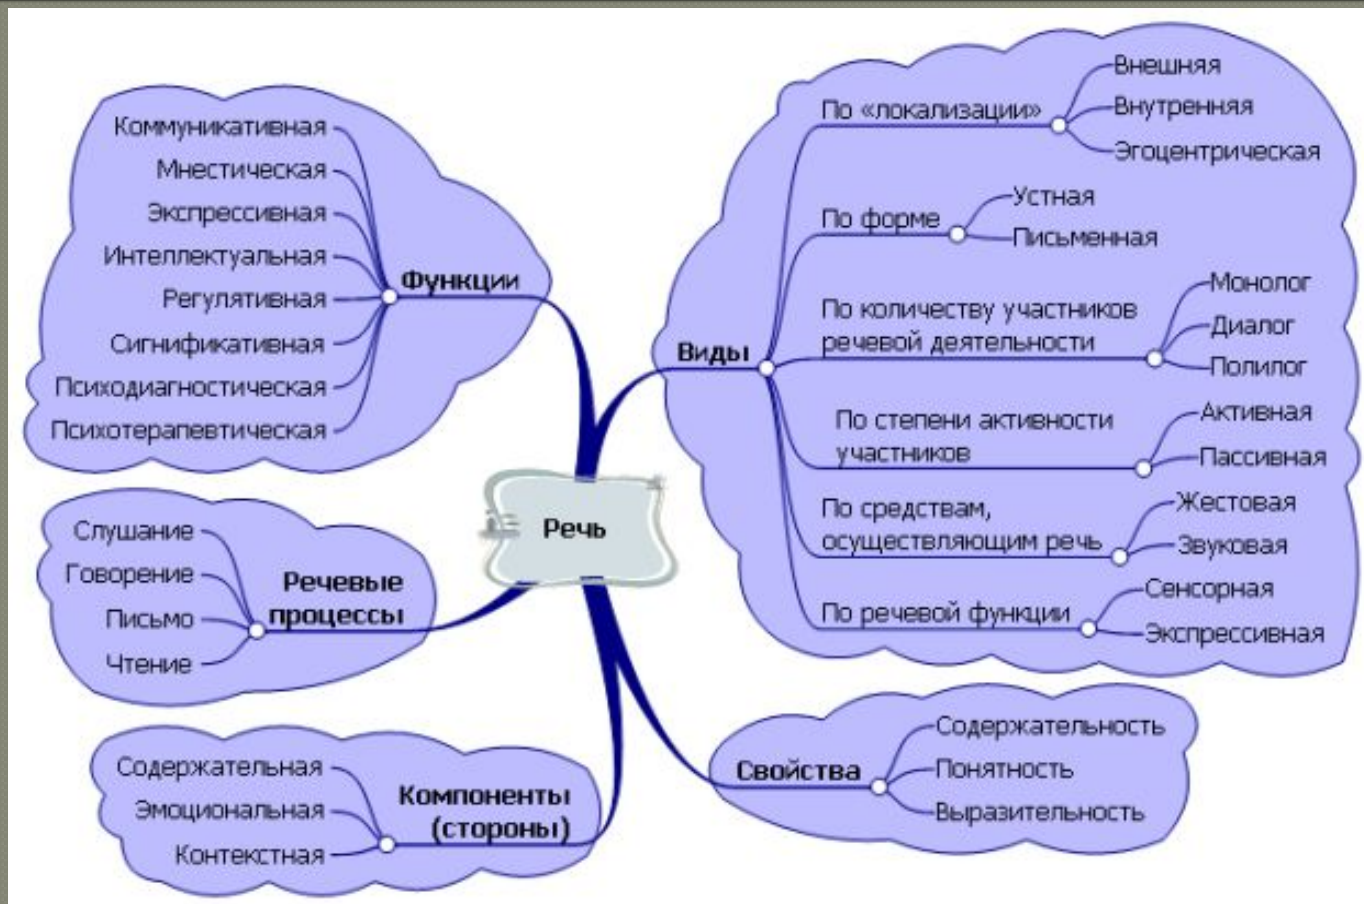 Коммуникативная
Мнестическая
Экспрессивная
Интеллектуальная
Регулятивная
Сигнификативная
Психодиагностическая
Психотерапевтическая
Функции
Слушание
Говорение
Письмо
Чтение
Речевые
процессы
Содержательная
Эмоциональная
Контекстная
Компоненты
(стороны)
Речь
Виды
По «локализации»
Внешняя
Внутренняя
Эгоцентрическая
По форме
Устная
Письменная
По количеству участников
речевой деятельности
Монолог
Диалог
Полилог
По степени активности
участников
Активная
Пассивная
По средствам,
осуществляющим речь
Жестовая
Звуковая
По речевой функции
Сенсорная
Экспрессивная
Свойства
Содержательность
Понятность
Выразительность